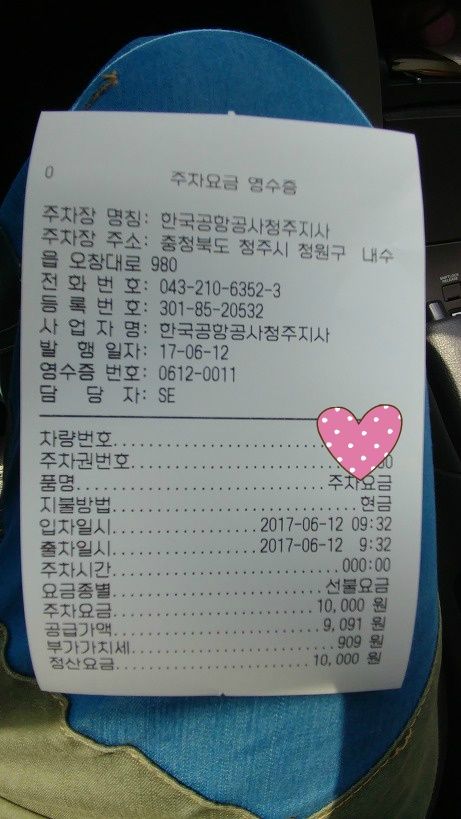 0
주차요금 영수증
주차장 명칭: 한국공항공사청주지사
주차장 주소: 충청북도 청주시 청원구 내수
읍 오창대로 980
전 화 번 호: 043-210-6352-3
등 록 번 호: 301-85-20532
사 업 자 명: 한국공항공사청주지사
발 행 일자: 17-06-12
영수증 번호: 0612-0011
담 당 자: SE
차량번호
주차권번호
품명 주차요금
지불방법 현금
입차일시 2017-06-12 09:32
출차일시 2017-06-12 9:32
주차시간 000:00
요금종별 선불요금
주차요금 10,000 원
공급가액 9,091 원
부가가치세 909 원
정산요금 10,000 원